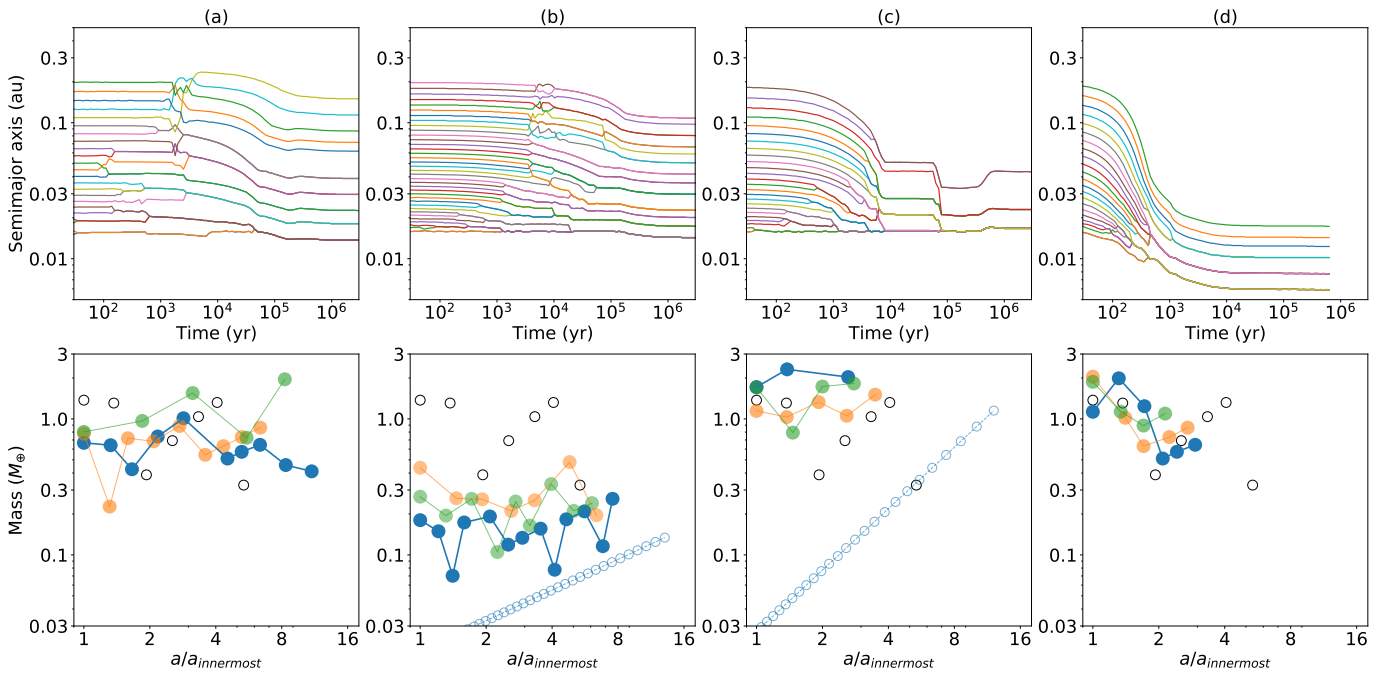 (a) (b) (c) (d)
Semimajor axis (au)
0.3 0.3 0.3 0.3
0.1 0.1 0.1 0.1
0.03 0.03 0.03 0.03
0.01 0.01 0.01 0.01
10² 10³ 10⁴ 10⁵ 10⁶ 10² 10³ 10⁴ 10⁵ 10⁶ 10² 10³ 10⁴ 10⁵ 10⁶ 10² 10³ 10⁴ 10⁵ 10⁶
Time (yr) Time (yr) Time (yr) Time (yr)
Mass (M⊕)
3 3 3 3
1.0 1.0 1.0 1.0
0.3 0.3 0.3 0.3
0.1 0.1 0.1 0.1
0.03 0.03 0.03 0.03
1 2 4 8 16 1 2 4 8 16 1 2 4 8 16 1 2 4 8 16
a/a_innermost a/a_innermost a/a_innermost a/a_innermost